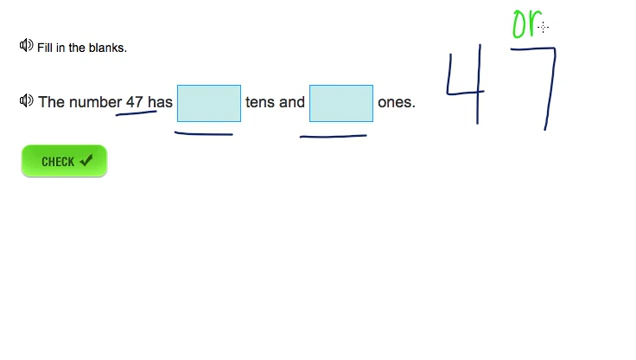 Fill in the blanks.
or
47
The number 47 has tens and ones.
CHECK